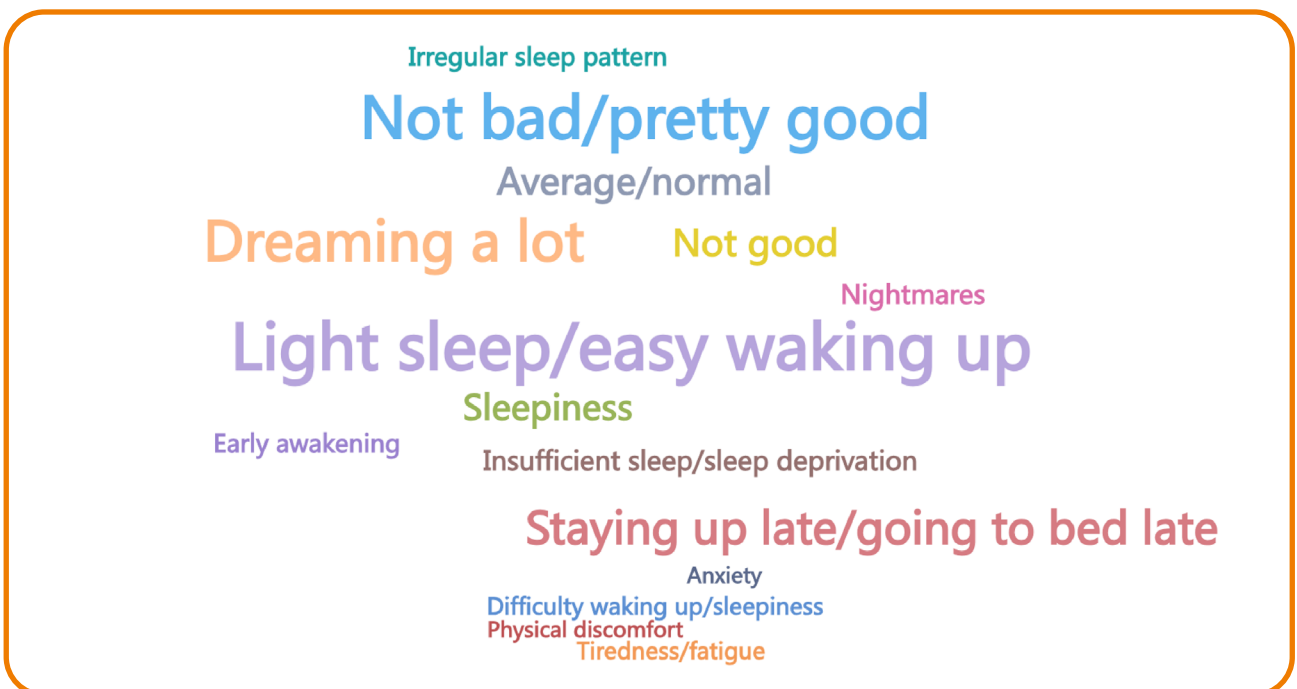 Irregular sleep pattern
Not bad/pretty good
Average/normal
Dreaming a lot
Not good
Nightmares
Light sleep/easy waking up
Sleepiness
Early awakening
Insufficient sleep/sleep deprivation
Staying up late/going to bed late
Anxiety
Difficulty waking up/sleepiness
Physical discomfort
Tiredness/fatigue